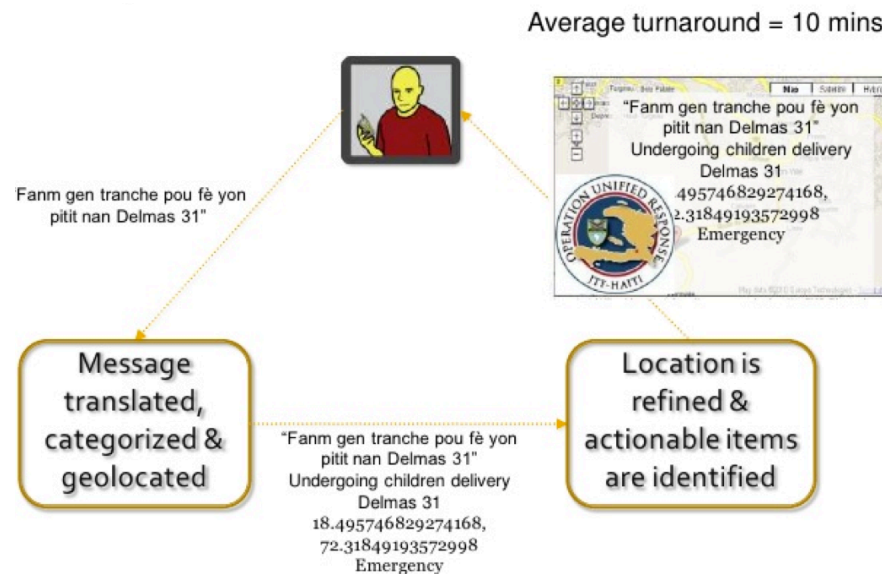 Average turnaround = 10 mins
Map
Satellite
"Fanm gen tranche pou fè yon
pitit nan Delmas 31"
Undergoing children delivery
Delmas 31
.495746829274168,
2.31849193572998
Emergency
OPERATION UNIFIED RESPONSE
JTF-HAITI
'Fanm gen tranche pou fè yon
pitit nan Delmas 31"
Message
translated,
categorized &
geolocated
"Fanm gen tranche pou fè yon
pitit nan Delmas 31"
Undergoing children delivery
Delmas 31
18.495746829274168,
72.31849193572998
Emergency
Location is
refined &
actionable items
are identified